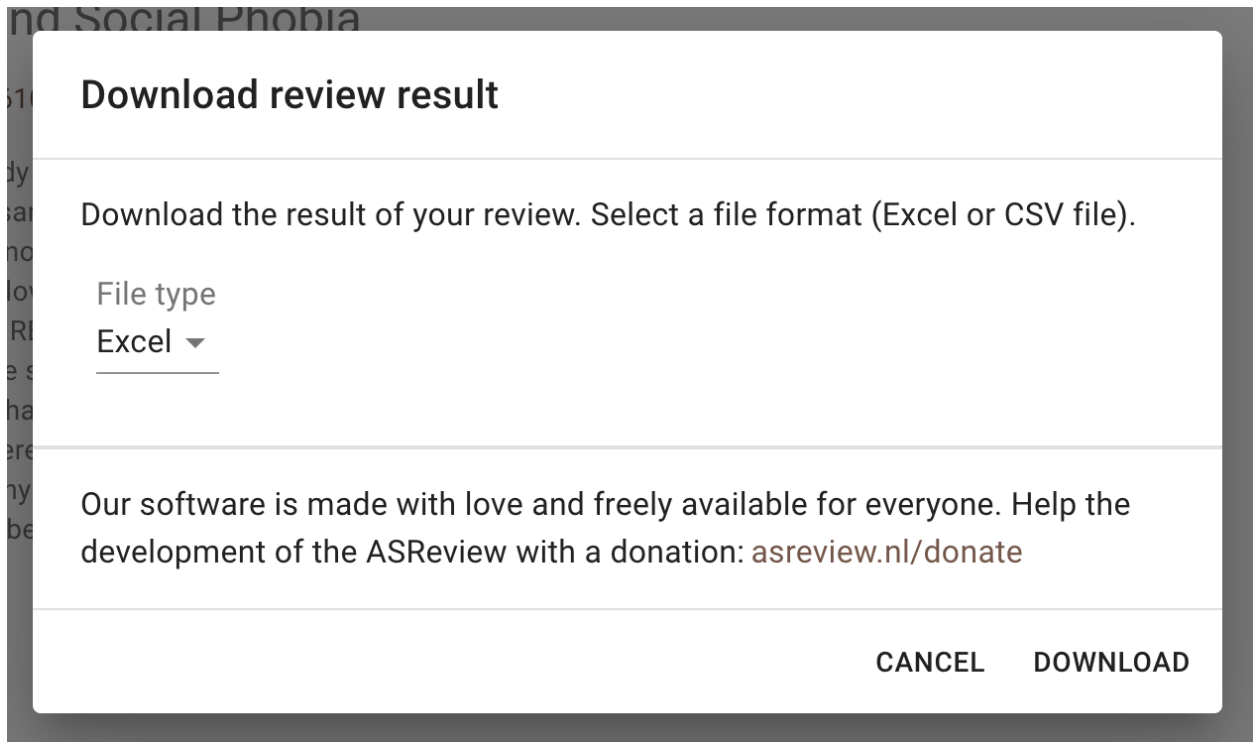 nd Social Phobia
Download review result
Download the result of your review. Select a file format (Excel or CSV file).
File type
Excel
Our software is made with love and freely available for everyone. Help the
development of the ASReview with a donation: asreview.nl/donate
CANCEL DOWNLOAD